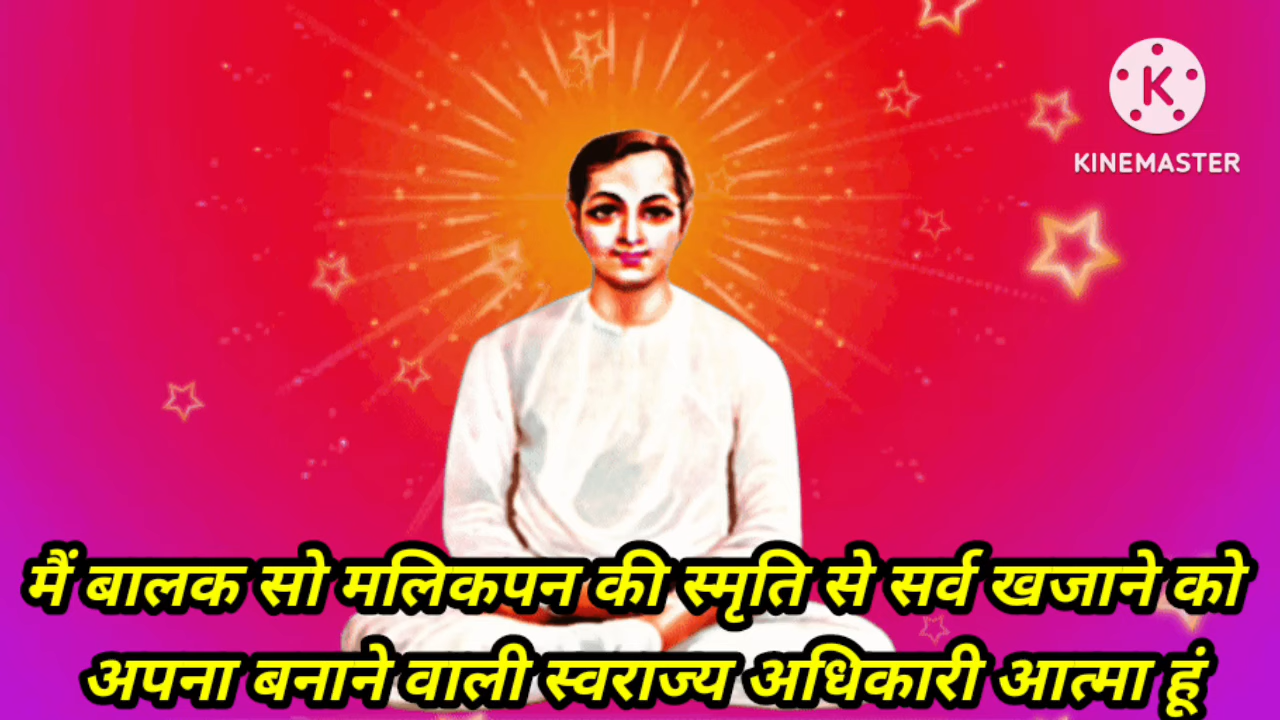 K
KINEMASTER
मैं बालक सो मलिकपन की स्मृति से सर्व खजाने को
अपना बनाने वाली स्वराज्य अधिकारी आत्मा हूं